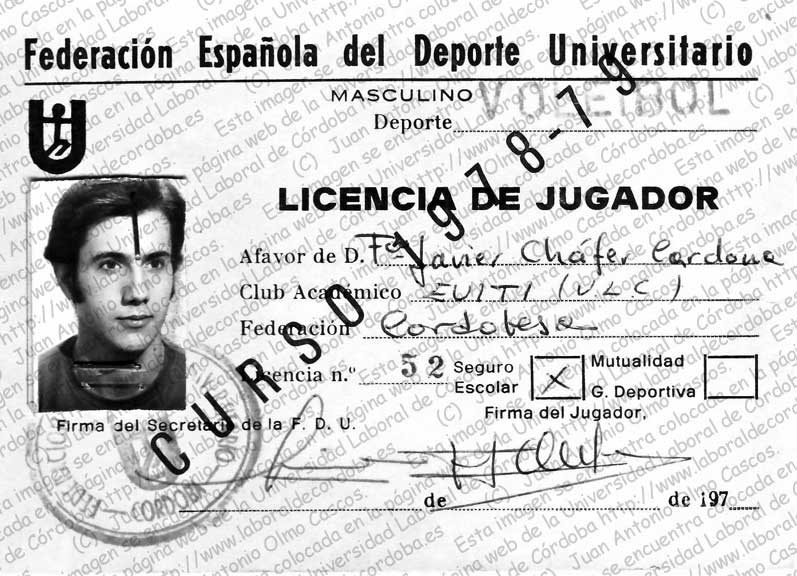 Federación Española del Deporte Universitario
MASCULINO
Deporte VOLEIBOL
CURSO 1978-79
LICENCIA DE JUGADOR
Afavor de D. Fº Javier Cháfer Cardona
Club Académico EUITI (ULC)
Federación Cordobesa
Licencia n.º 52
Seguro Escolar X
Mutualidad G. Deportiva
Firma del Secretario de la F. D. U.
Firma del Jugador,
CORDOBA
de de 197
Esta imagen se encuentra colocada en la página web de la Universidad Laboral de Córdoba http://www.laboraldecordoba.es
(C) Juan Antonio Olmo Cascos.